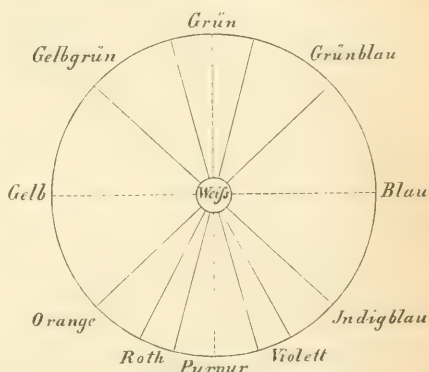 Grün
Gelbgrün
Grünblau
Gelb
Weiſs
Blau
Orange
Indigblau
Roth
Violett
Purpur